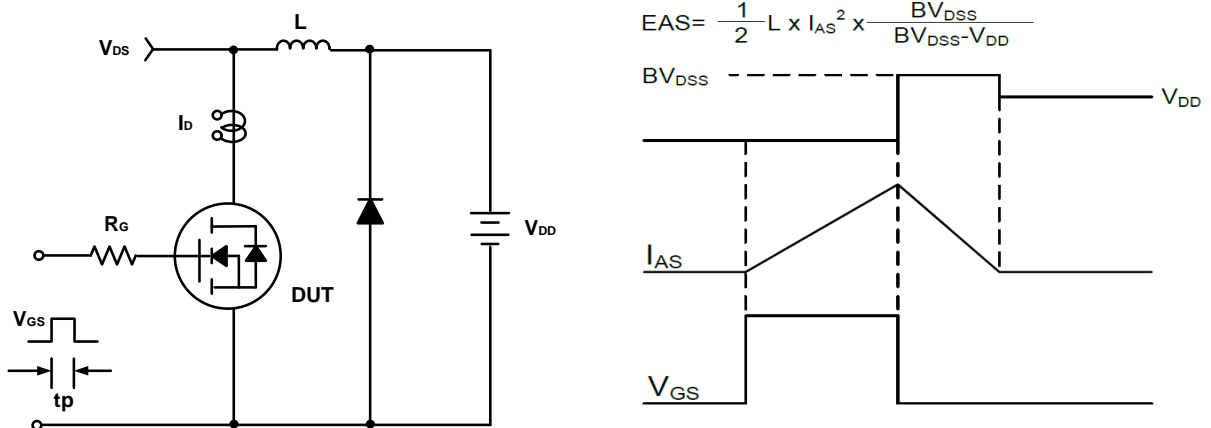 L
VDS
ID
RG
VDD
DUT
VGS
tp
EAS= 1/2 L x IAS² x BVDSS/BVDSS-VDD
BVDSS
VDD
IAS
VGS